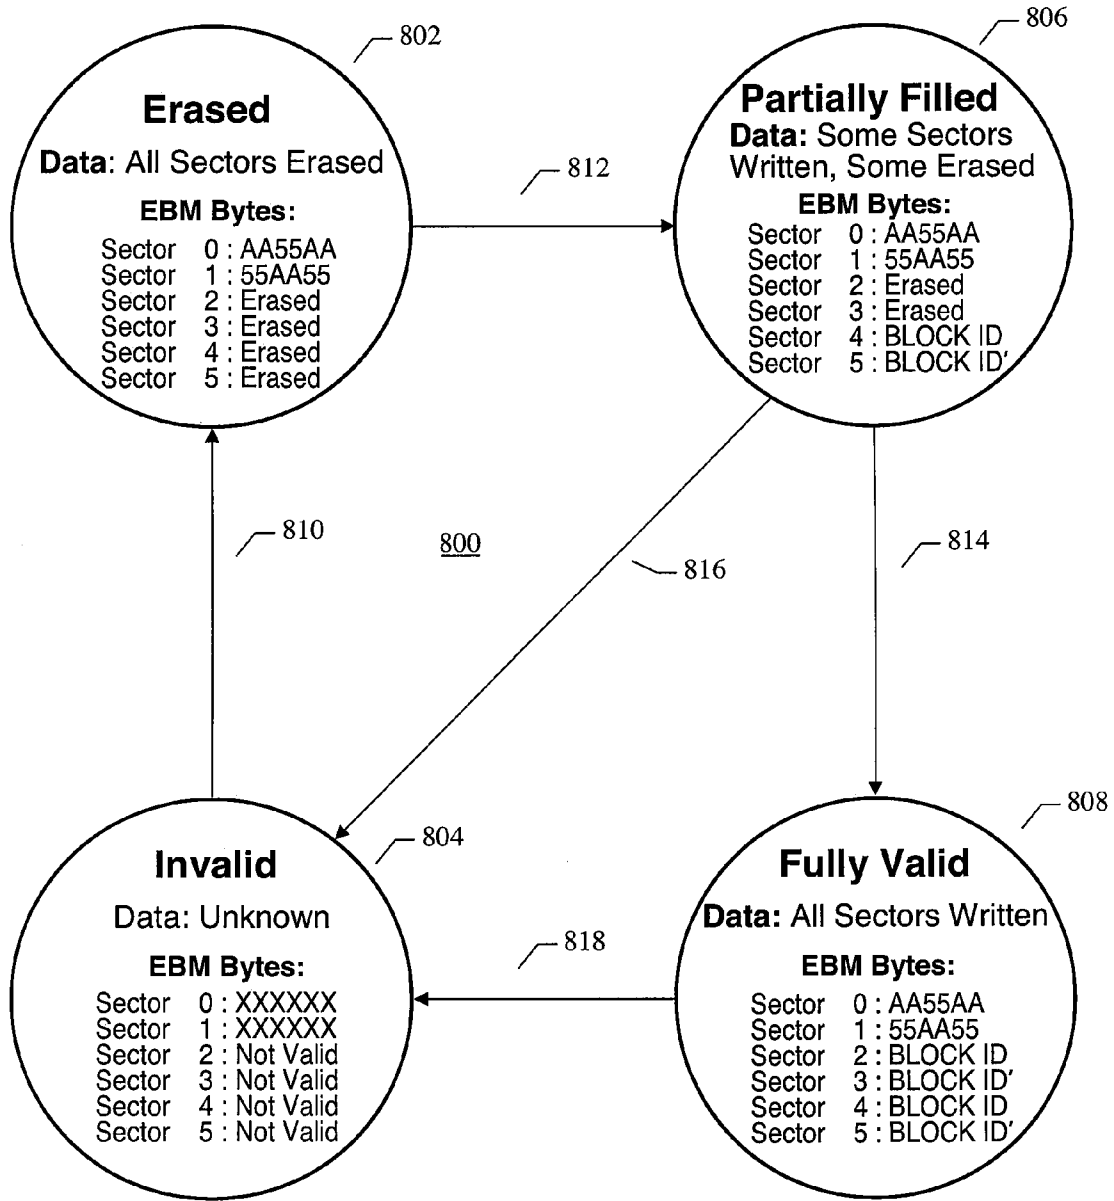 802
Erased
Data: All Sectors Erased
EBM Bytes:
Sector 0 : AA55AA
Sector 1 : 55AA55
Sector 2 : Erased
Sector 3 : Erased
Sector 4 : Erased
Sector 5 : Erased
812
806
Partially Filled
Data: Some Sectors
Written, Some Erased
EBM Bytes:
Sector 0 : AA55AA
Sector 1 : 55AA55
Sector 2 : Erased
Sector 3 : Erased
Sector 4 : BLOCK ID
Sector 5 : BLOCK ID'
810
800
816
814
804
Invalid
Data: Unknown
EBM Bytes:
Sector 0 : XXXXXX
Sector 1 : XXXXXX
Sector 2 : Not Valid
Sector 3 : Not Valid
Sector 4 : Not Valid
Sector 5 : Not Valid
818
808
Fully Valid
Data: All Sectors Written
EBM Bytes:
Sector 0 : AA55AA
Sector 1 : 55AA55
Sector 2 : BLOCK ID
Sector 3 : BLOCK ID'
Sector 4 : BLOCK ID
Sector 5 : BLOCK ID'